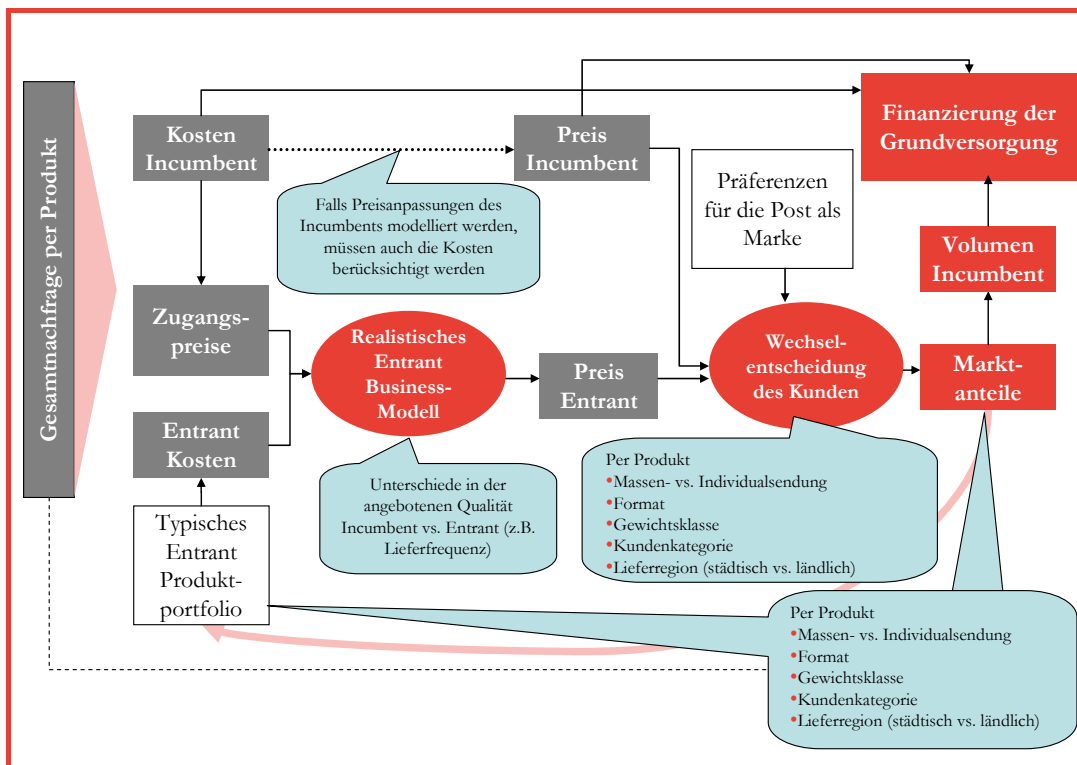 Gesamtnachfrage per Produkt
Kosten
Incumbent
Preis
Incumbent
Finanzierung der
Grundversorgung
Falls Preisanpassungen des
Incumbents modelliert werden,
müssen auch die Kosten
berücksichtigt werden
Präferenzen
für die Post als
Marke
Volumen
Incumbent
Zugangs-
preise
Realistisches
Entrant
Business-
Modell
Preis
Entrant
Wechsel-
entscheidung
des Kunden
Markt-
anteile
Entrant
Kosten
Unterschiede in der
angebotenen Qualität
Incumbent vs. Entrant (z.B.
Lieferfrequenz)
Per Produkt
•Massen- vs. Individualsendung
•Format
•Gewichtsklasse
•Kundenkategorie
•Lieferregion (städtisch vs. ländlich)
Typisches
Entrant
Produkt-
portfolio
Per Produkt
•Massen- vs. Individualsendung
•Format
•Gewichtsklasse
•Kundenkategorie
•Lieferregion (städtisch vs. ländlich)